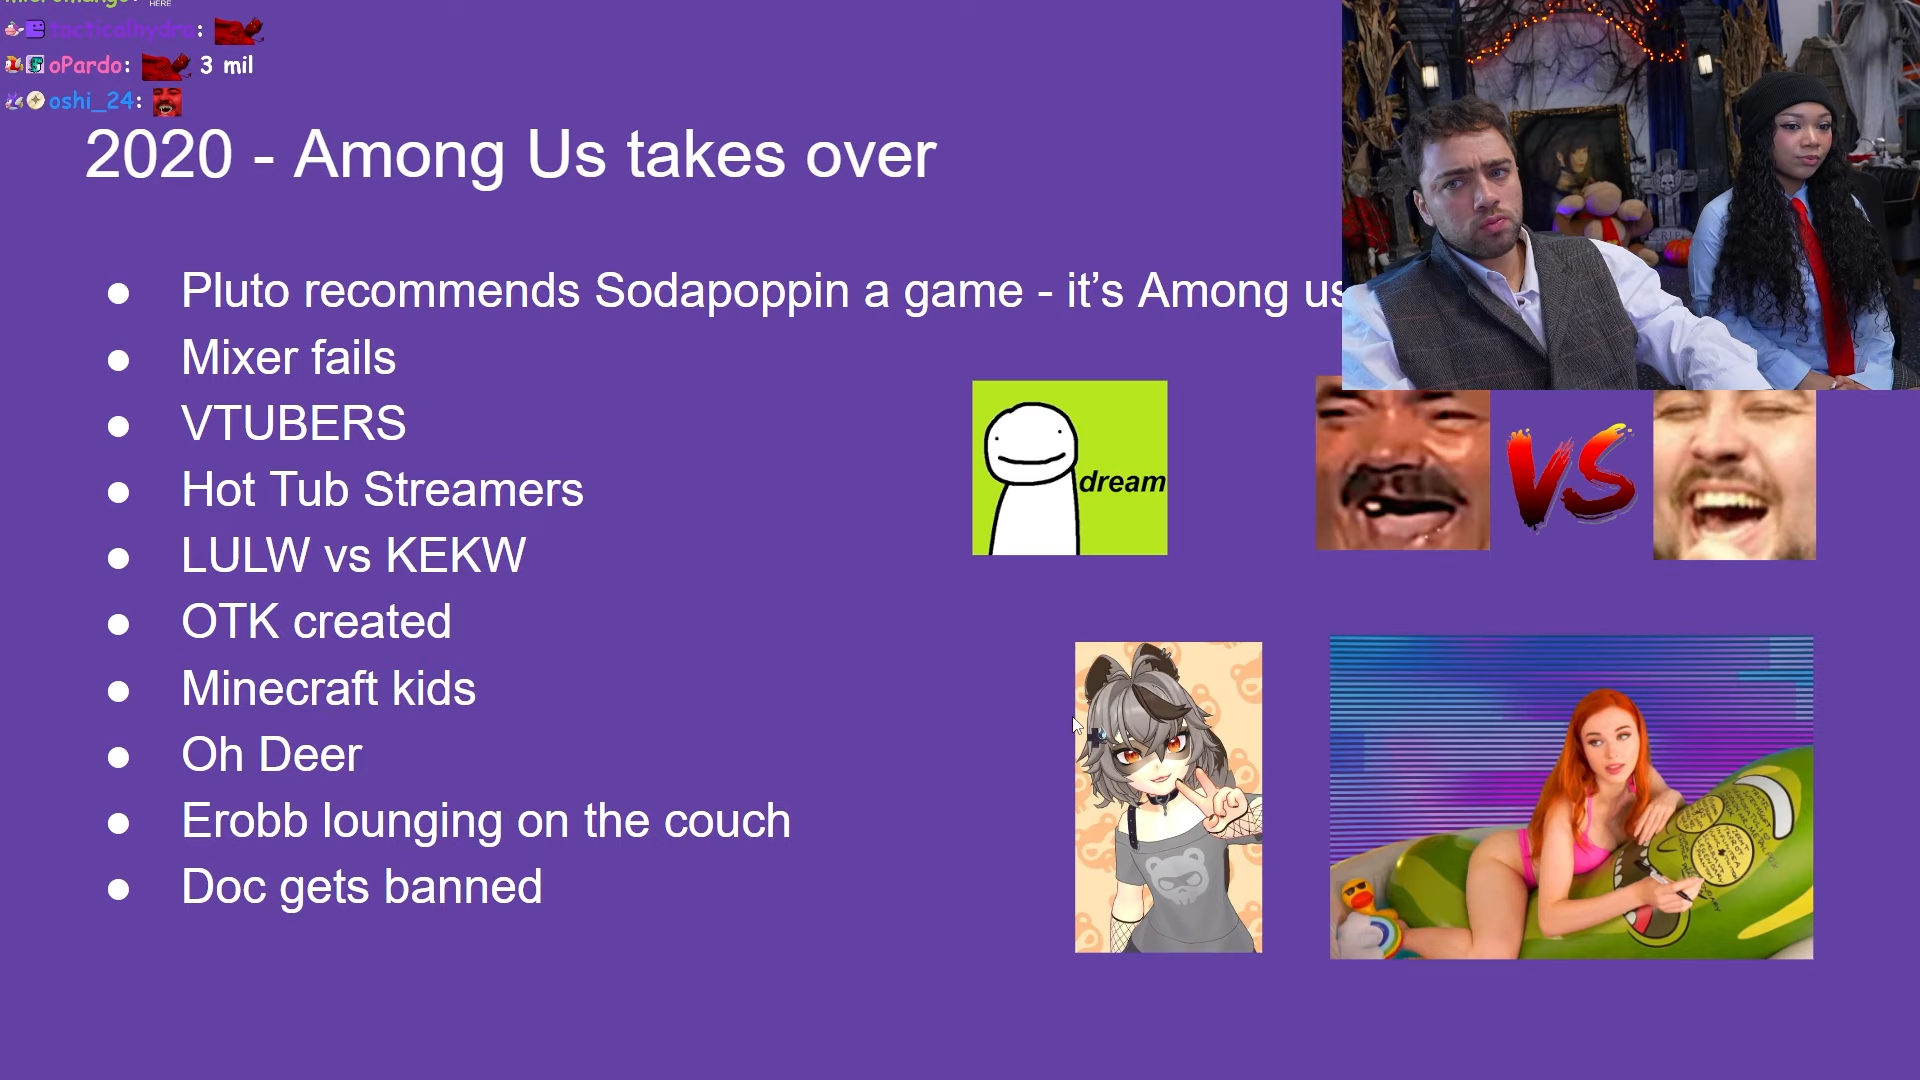 HERE
tacticalhydra:
oPardo: 3 mil
oshi_24:
2020 - Among Us takes over
● Pluto recommends Sodapoppin a game - it’s Among us
● Mixer fails
● VTUBERS
● Hot Tub Streamers
● LULW vs KEKW
● OTK created
● Minecraft kids
● Oh Deer
● Erobb lounging on the couch
● Doc gets banned
dream
VS
R.I.P